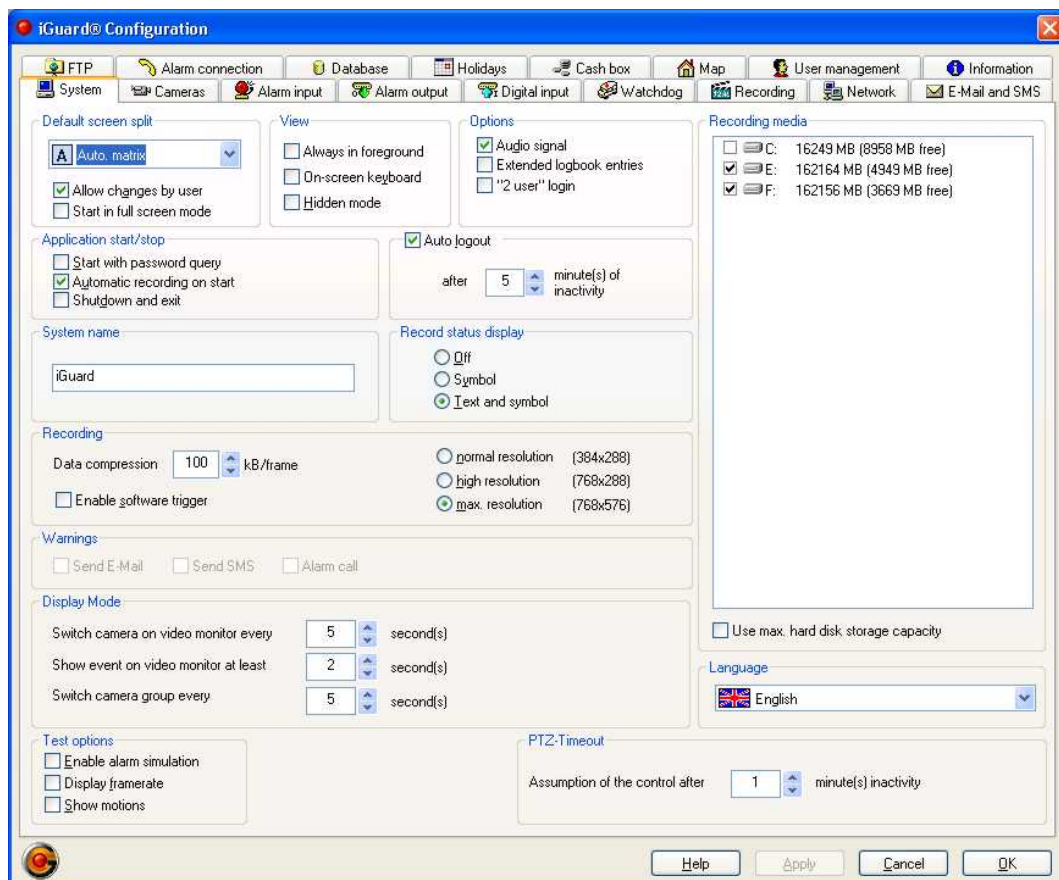 iGuard® Configuration
FTP Alarm connection Database Holidays Cash box Map User management Information
System Cameras Alarm input Alarm output Digital input Watchdog Recording Network E-Mail and SMS
Default screen split
A Auto. matrix
Allow changes by user
Start in full screen mode
View
Always in foreground
On-screen keyboard
Hidden mode
Options
Audio signal
Extended logbook entries
"2 user" login
Recording media
C: 16249 MB (8958 MB free)
E: 162164 MB (4949 MB free)
F: 162156 MB (3669 MB free)
Application start/stop
Start with password query
Automatic recording on start
Shutdown and exit
Auto logout
after 5 minute(s) of
inactivity
System name
iGuard
Record status display
Off
Symbol
Text and symbol
Recording
Data compression 100 kB/frame
Enable software trigger
normal resolution (384x288)
high resolution (768x288)
max. resolution (768x576)
Warnings
Send E-Mail Send SMS Alarm call
Display Mode
Switch camera on video monitor every 5 second(s)
Show event on video monitor at least 2 second(s)
Switch camera group every 5 second(s)
Use max. hard disk storage capacity
Language
English
Test options
Enable alarm simulation
Display framerate
Show motions
PTZ-Timeout
Assumption of the control after 1 minute(s) inactivity
Help Apply Cancel OK